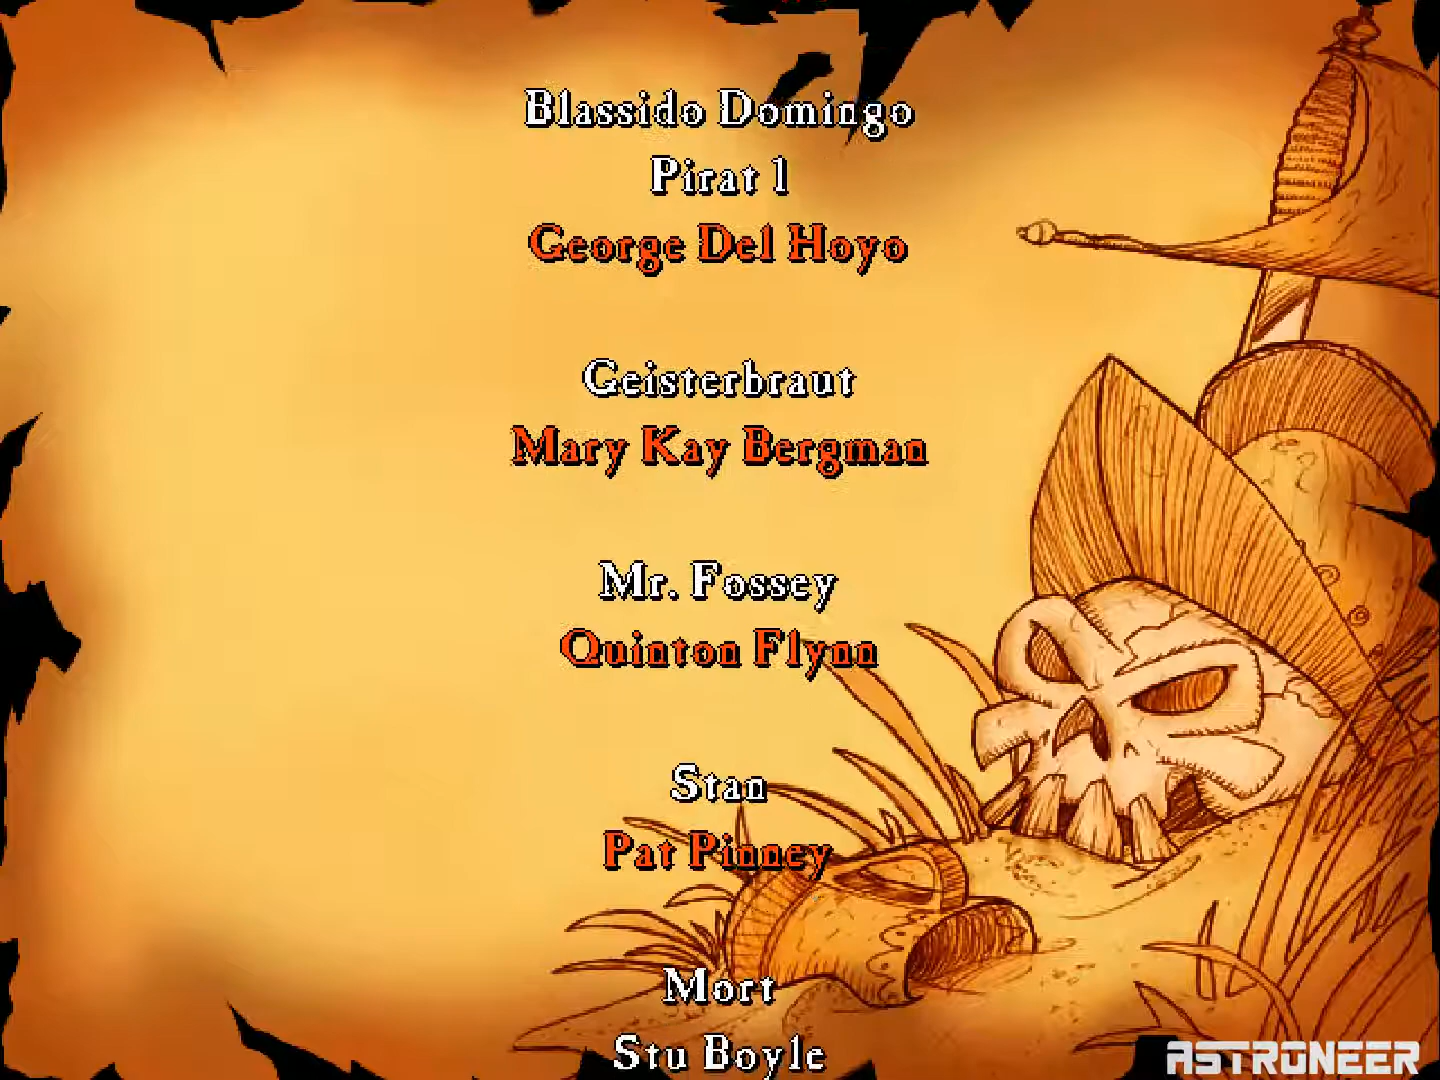 Blassido Domingo
Pirat 1
George Del Hoyo
Geisterbraut
Mary Kay Bergman
Mr. Fossey
Quinton Flynn
Stan
Pat Pinney
Mort
Stu Boyle
ASTRONEER